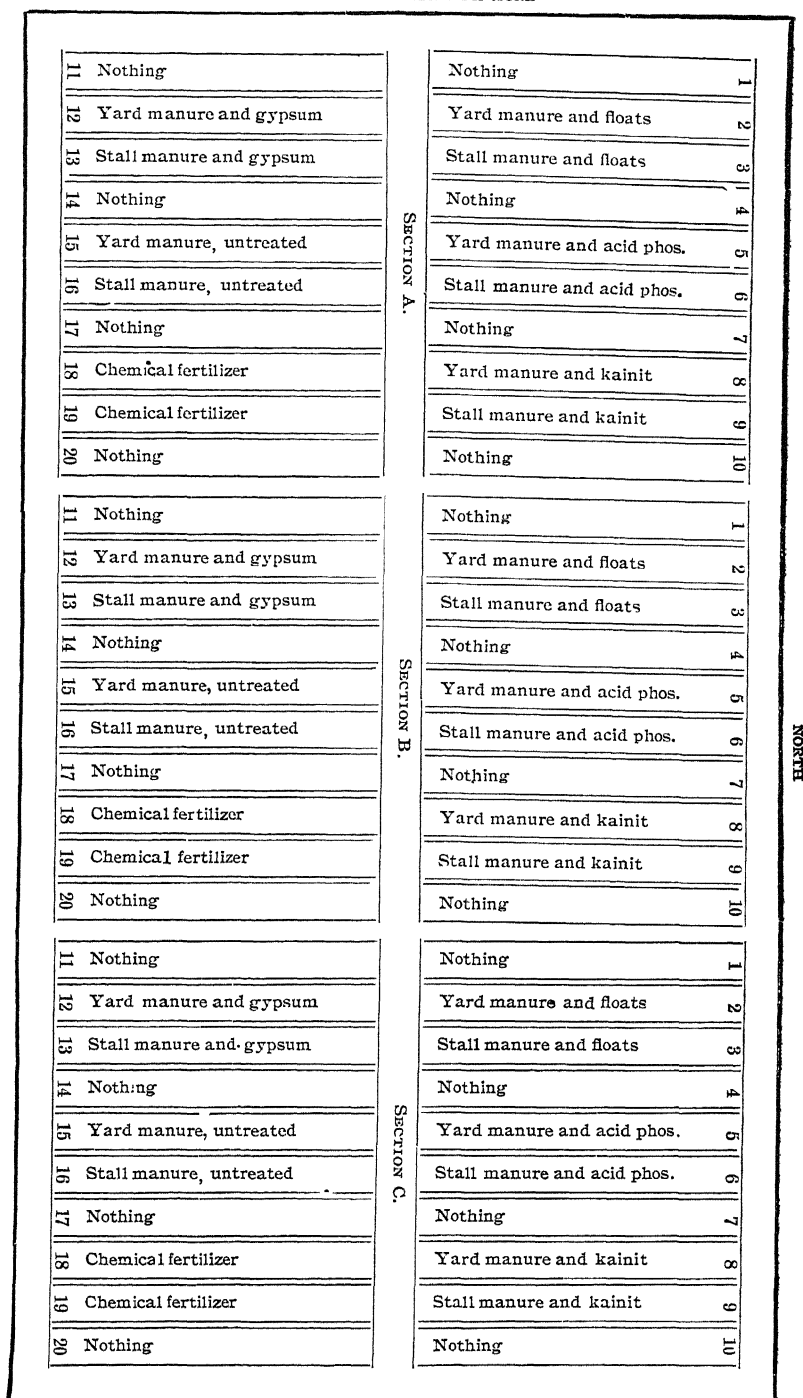 11 Nothing
12 Yard manure and gypsum
13 Stall manure and gypsum
14 Nothing
15 Yard manure, untreated
16 Stall manure, untreated
17 Nothing
18 Chemical fertilizer
19 Chemical fertilizer
20 Nothing
SECTION A.
Nothing 1
Yard manure and floats 2
Stall manure and floats 3
Nothing 4
Yard manure and acid phos. 5
Stall manure and acid phos. 6
Nothing 7
Yard manure and kainit 8
Stall manure and kainit 9
Nothing 10
11 Nothing
12 Yard manure and gypsum
13 Stall manure and gypsum
14 Nothing
15 Yard manure, untreated
16 Stall manure, untreated
17 Nothing
18 Chemical fertilizer
19 Chemical fertilizer
20 Nothing
SECTION B.
Nothing 1
Yard manure and floats 2
Stall manure and floats 3
Nothing 4
Yard manure and acid phos. 5
Stall manure and acid phos. 6
Nothing 7
Yard manure and kainit 8
Stall manure and kainit 9
Nothing 10
11 Nothing
12 Yard manure and gypsum
13 Stall manure and gypsum
14 Nothing
15 Yard manure, untreated
16 Stall manure, untreated
17 Nothing
18 Chemical fertilizer
19 Chemical fertilizer
20 Nothing
SECTION C.
Nothing 1
Yard manure and floats 2
Stall manure and floats 3
Nothing 4
Yard manure and acid phos. 5
Stall manure and acid phos. 6
Nothing 7
Yard manure and kainit 8
Stall manure and kainit 9
Nothing 10
NORTH